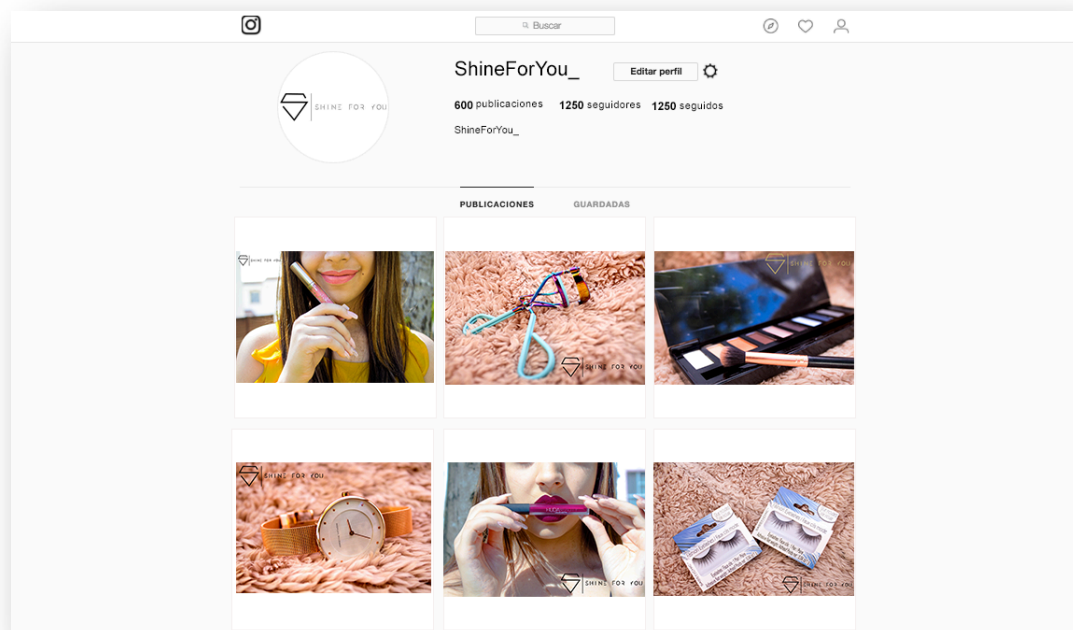 Buscar
ShineForYou_
Editar perfil
600 publicaciones 1250 seguidores 1250 seguidos
ShineForYou_
SHINE FOR YOU
PUBLICACIONES GUARDADAS
SHINE FOR YOU
SHINE FOR YOU
SHINE FOR YOU
SHINE FOR YOU
SHINE FOR YOU
SHINE FOR YOU